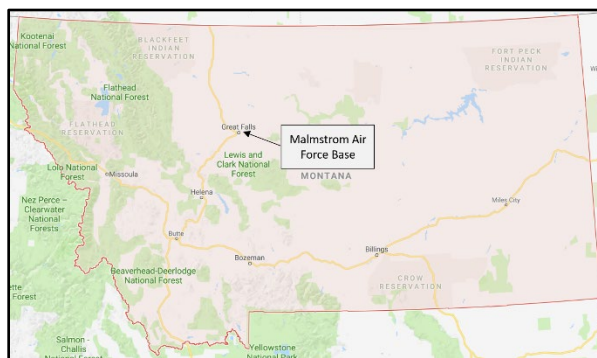 Kootenai
National Forest
BLACKFEET
INDIAN
RESERVATION
FORT PECK
INDIAN
RESERVATION
Flathead
National Forest
FLATHEAD
RESERVATION
Great Falls
Malmstrom Air
Force Base
Lewis and
Clark National
Forest
MONTANA
Lolo National
Forest
Missoula
Helena
Nez Perce –
Clearwater
National
Forests
Miles City
Butte
Billings
Bozeman
CROW
RESERVATION
Beaverhead-Deerlodge
National Forest
Forest
Salmon -
Challis
National Forest
Yellowstone
National Park